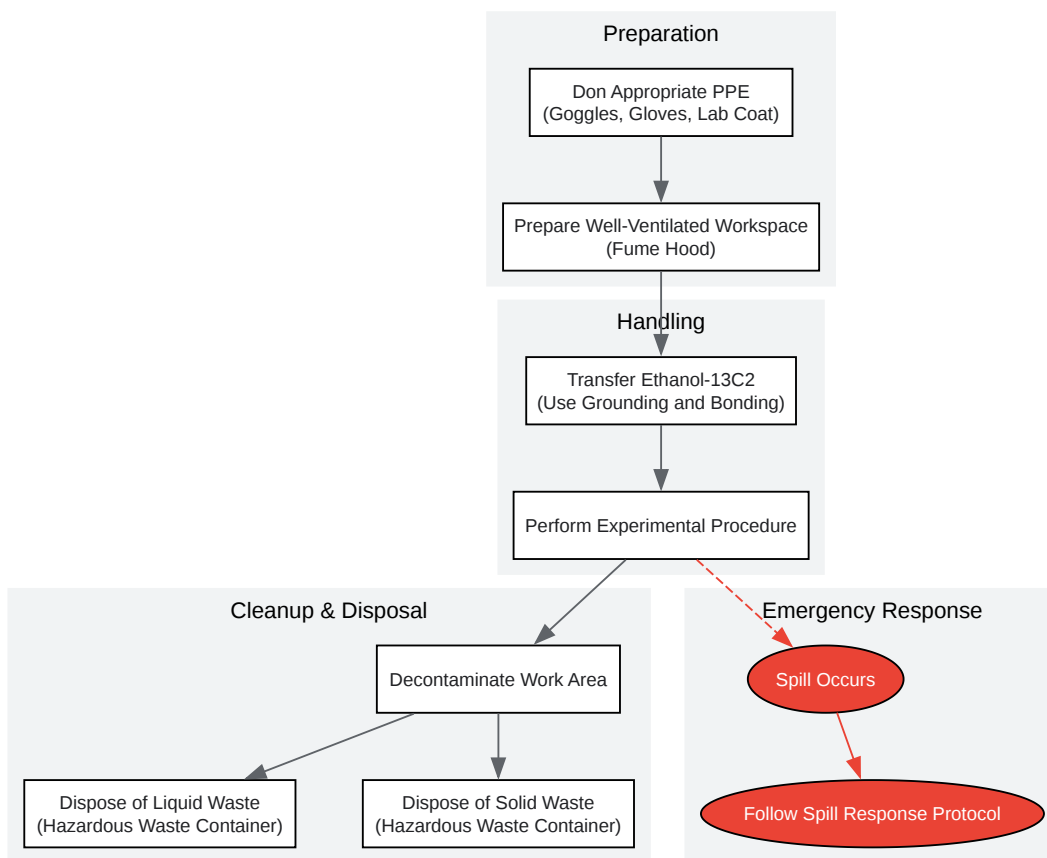 Preparation
Don Appropriate PPE
(Goggles, Gloves, Lab Coat)
Prepare Well-Ventilated Workspace
(Fume Hood)
Handling
Transfer Ethanol-13C2
(Use Grounding and Bonding)
Perform Experimental Procedure
Cleanup & Disposal
Decontaminate Work Area
Dispose of Liquid Waste
(Hazardous Waste Container)
Dispose of Solid Waste
(Hazardous Waste Container)
Emergency Response
Spill Occurs
Follow Spill Response Protocol